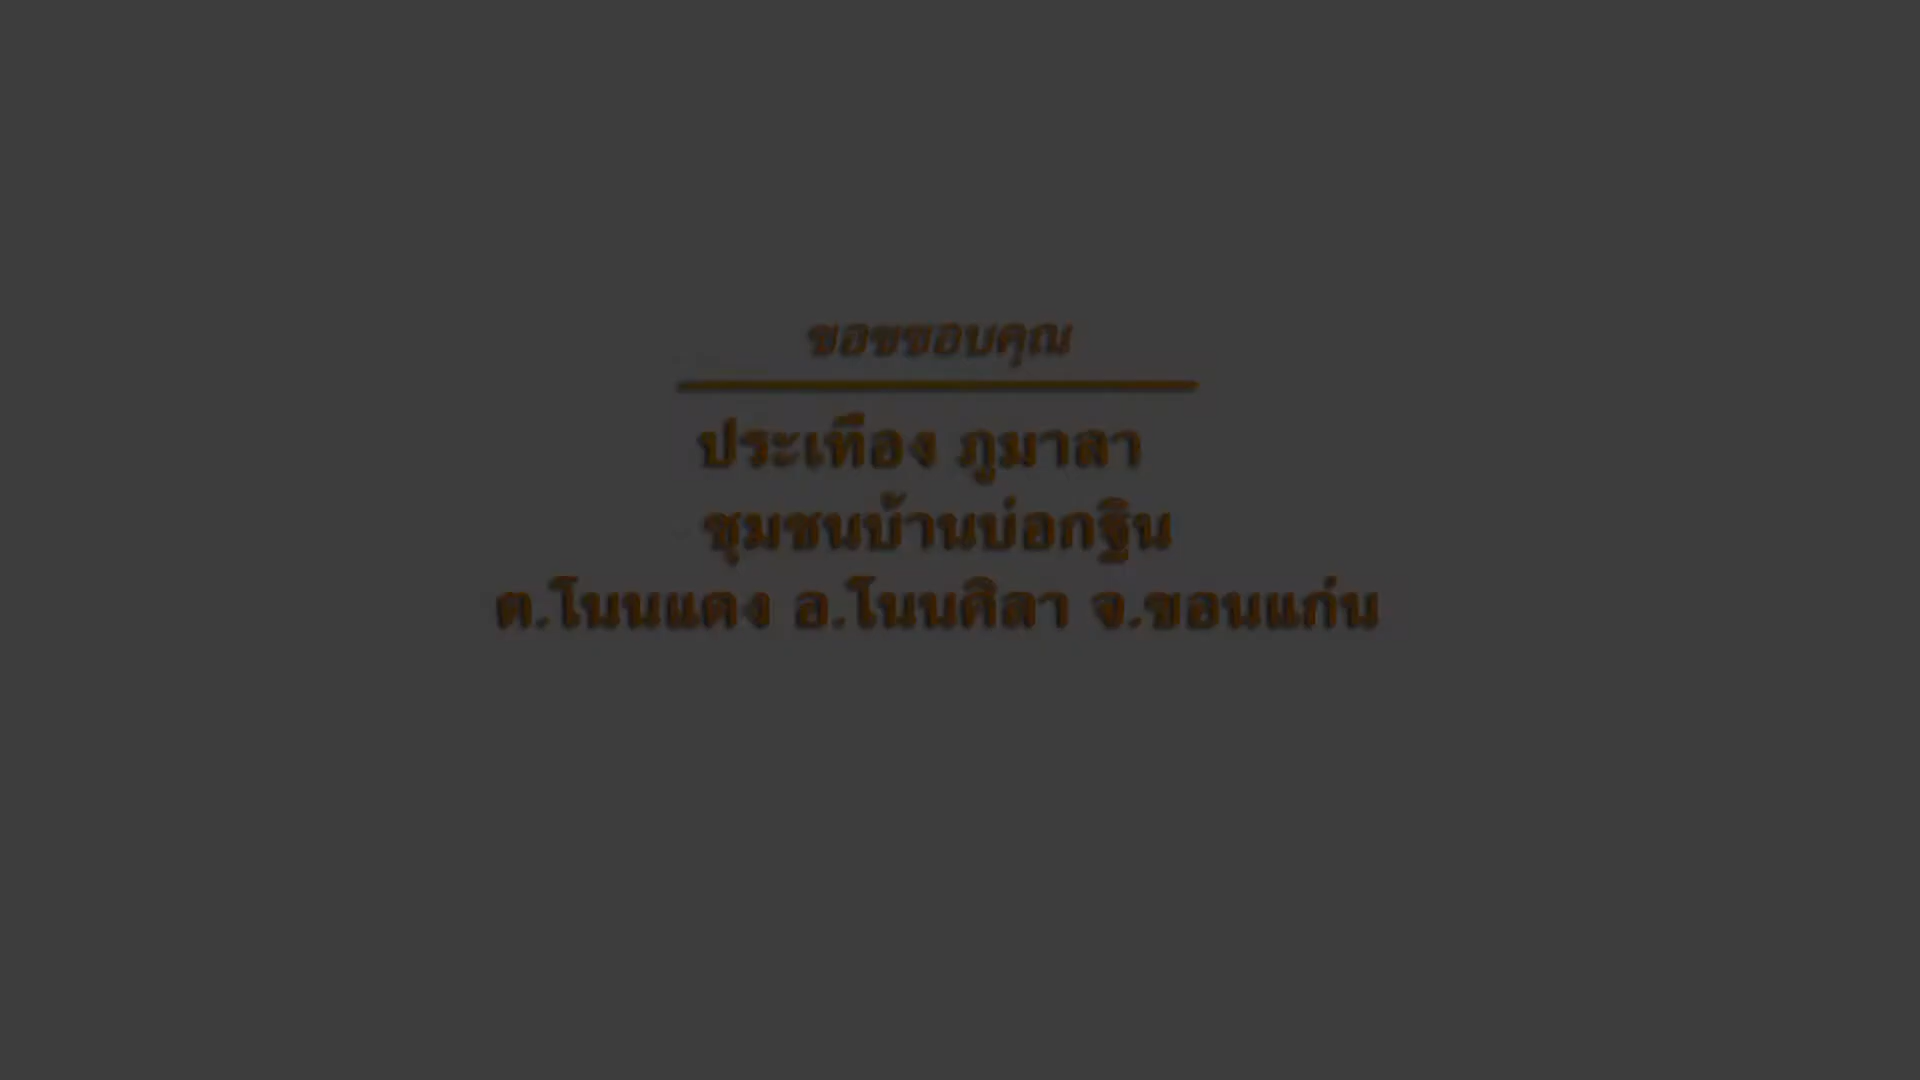 ขอขขอบคุณ
ประเทือง ภูมาลา
ชุมชนบ้านบ่อกฐิน
ต.โนนแดง อ.โนนศิลา จ.ขอนแก่น